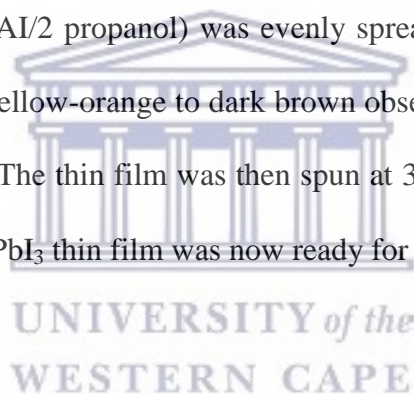 AI/2 propanol) was evenly sprea
ellow-orange to dark brown obse
The thin film was then spun at 3
PbI₃ thin film was now ready for
UNIVERSITY of the
WESTERN CAPE